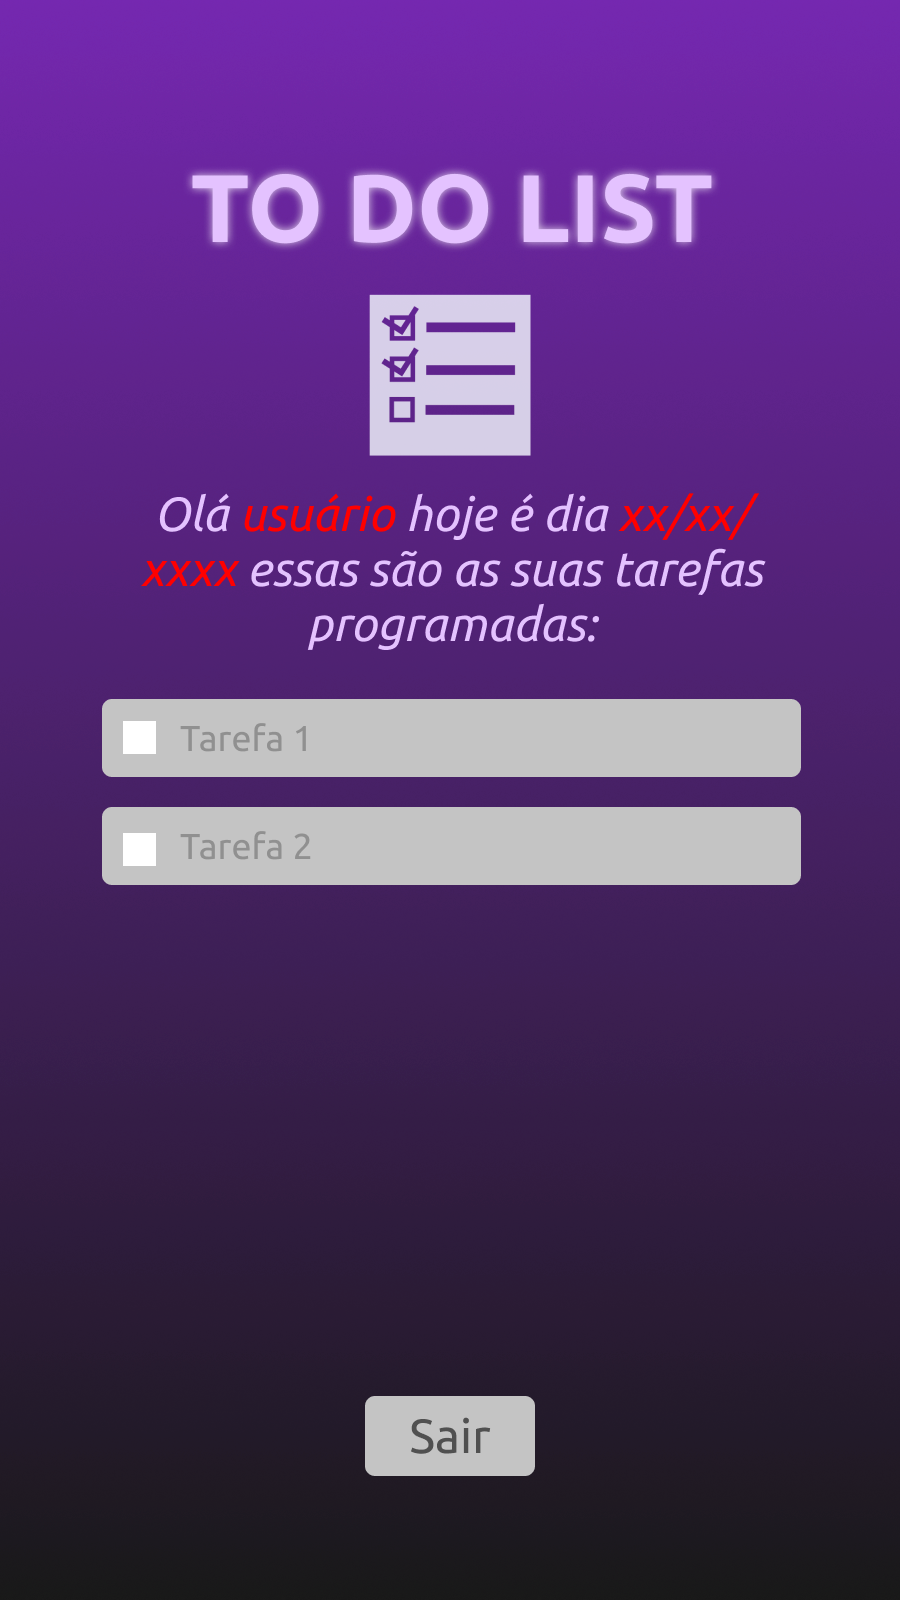 TO DO LIST
Olá usuário hoje é dia xx/xx/
xxxx essas são as suas tarefas
programadas:
Tarefa 1
Tarefa 2
Sair